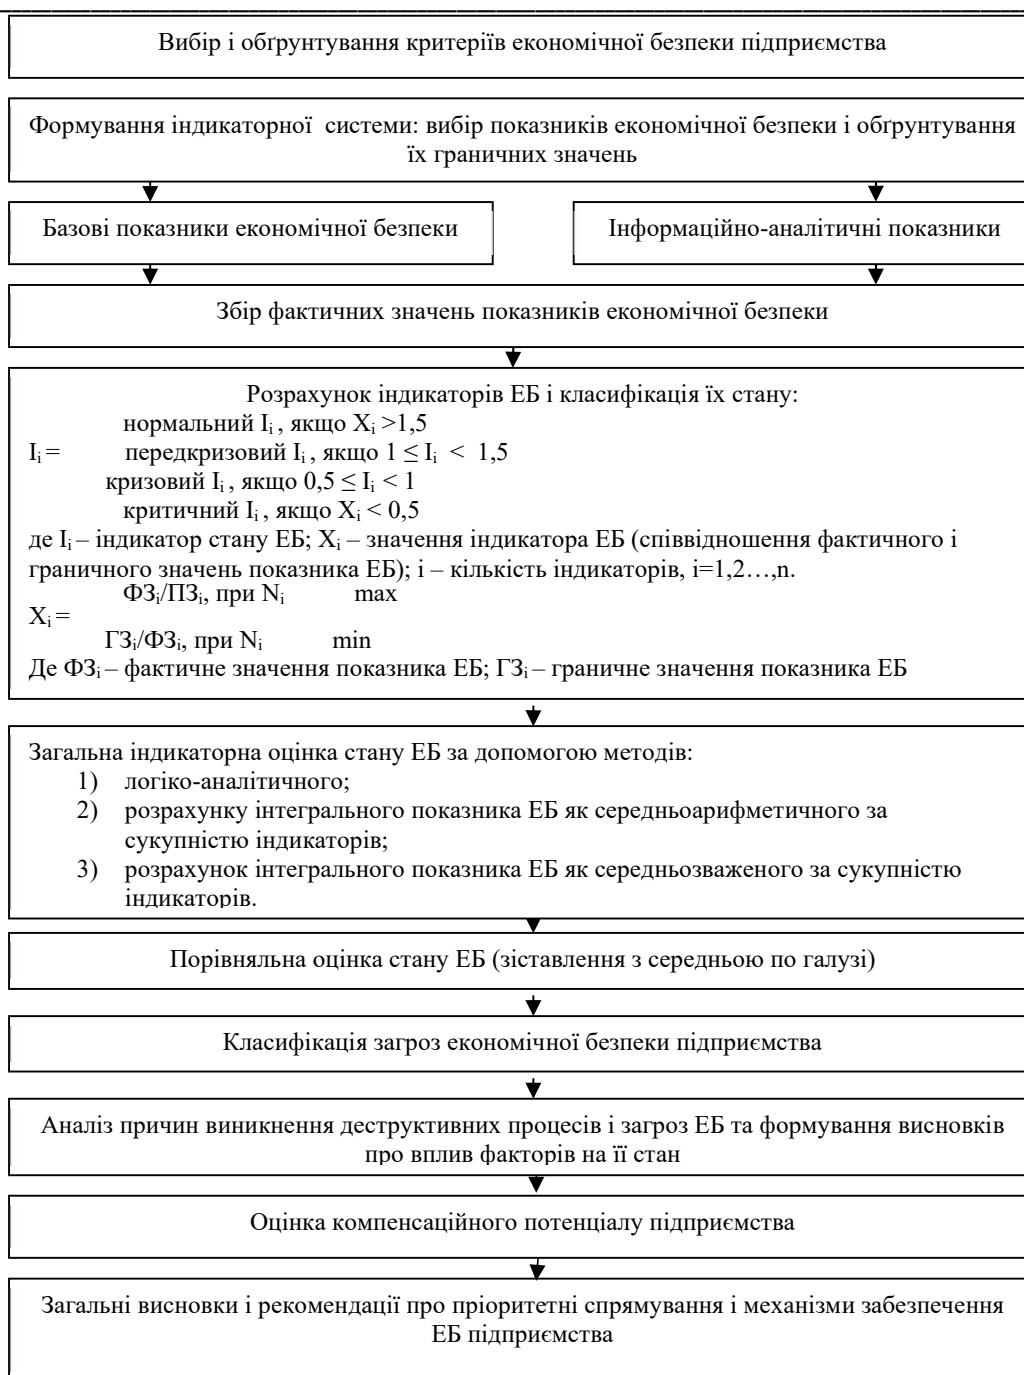 Вибір і обґрунтування критеріїв економічної безпеки підприємства
Формування індикаторної системи: вибір показників економічної безпеки і обґрунтування
їх граничних значень
Базові показники економічної безпеки
Інформаційно-аналітичні показники
Збір фактичних значень показників економічної безпеки
Розрахунок індикаторів ЕБ і класифікація їх стану:
нормальний Iᵢ , якщо Xᵢ >1,5
Iᵢ = передкризовий Iᵢ , якщо 1 ≤ Iᵢ < 1,5
кризовий Iᵢ , якщо 0,5 ≤ Iᵢ < 1
критичний Iᵢ , якщо Xᵢ < 0,5
де Iᵢ – індикатор стану ЕБ; Xᵢ – значення індикатора ЕБ (співвідношення фактичного і
граничного значень показника ЕБ); і – кількість індикаторів, і=1,2…,n.
ФЗᵢ/ПЗᵢ, при Nᵢ max
Xᵢ =
ГЗᵢ/ФЗᵢ, при Nᵢ min
Де ФЗᵢ – фактичне значення показника ЕБ; ГЗᵢ – граничне значення показника ЕБ
Загальна індикаторна оцінка стану ЕБ за допомогою методів:
1) логіко-аналітичного;
2) розрахунку інтегрального показника ЕБ як середньоарифметичного за
сукупністю індикаторів;
3) розрахунок інтегрального показника ЕБ як середньозваженого за сукупністю
індикаторів.
Порівняльна оцінка стану ЕБ (зіставлення з середньою по галузі)
Класифікація загроз економічної безпеки підприємства
Аналіз причин виникнення деструктивних процесів і загроз ЕБ та формування висновків
про вплив факторів на її стан
Оцінка компенсаційного потенціалу підприємства
Загальні висновки і рекомендації про пріоритетні спрямування і механізми забезпечення
ЕБ підприємства